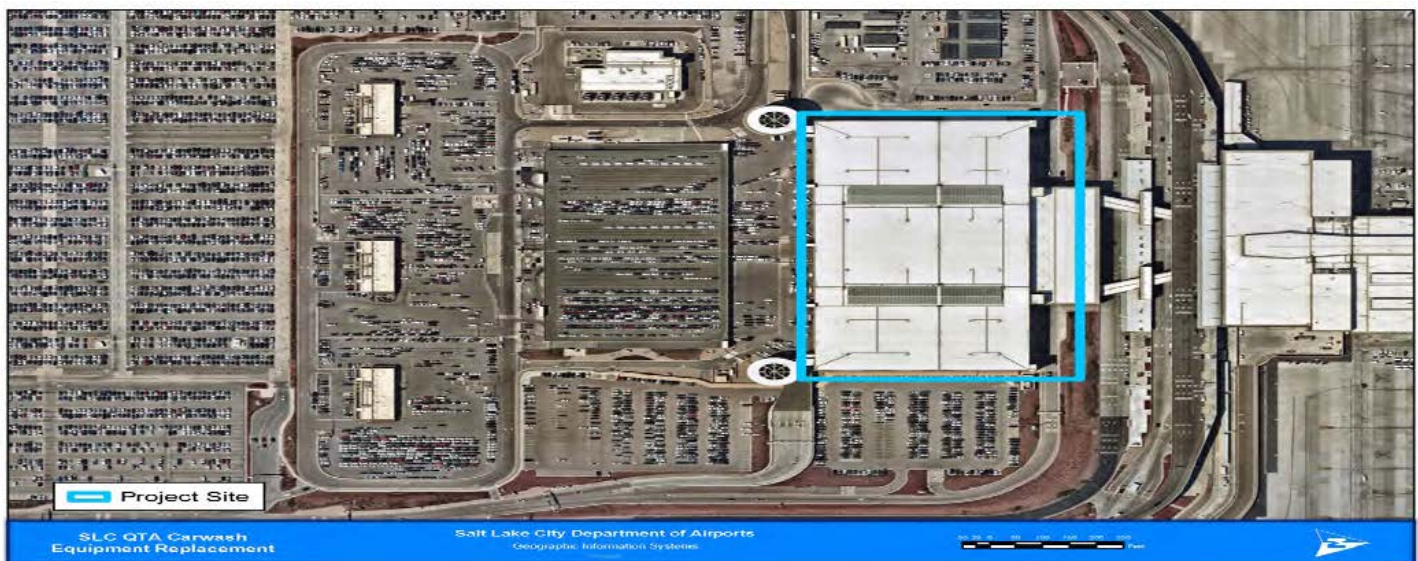 Project Site
SLC QTA Carwash
Equipment Replacement
Salt Lake City Department of Airports
Geographic Information Systems
Feet